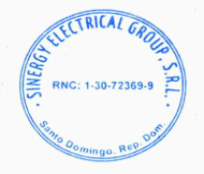 SINERGY ELECTRICAL GROUP, S.R.L.
RNC: 1-30-72369-9
Santo Domingo. Rep. Dom.